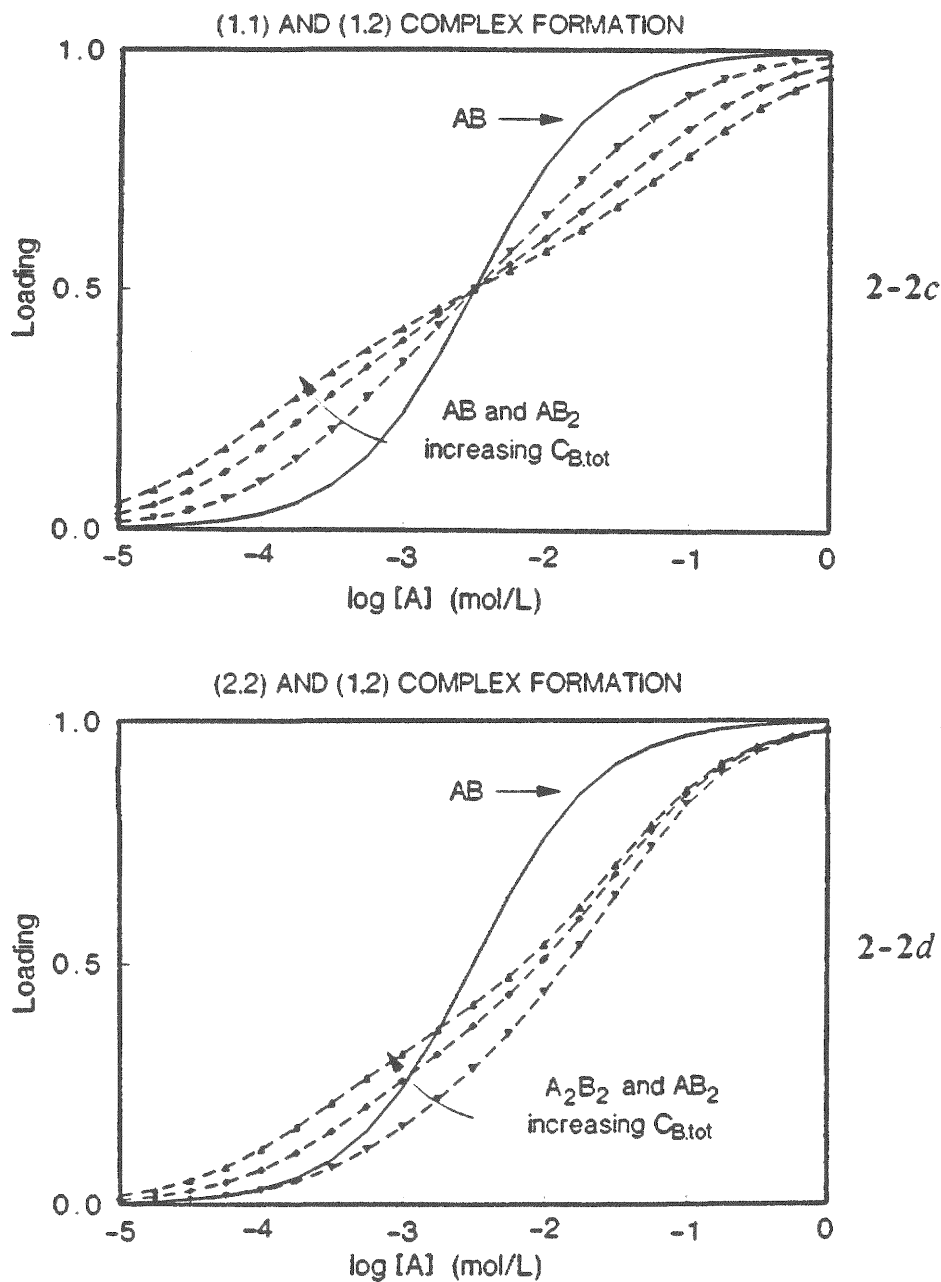 (1.1) AND (1.2) COMPLEX FORMATION
1.0
AB
Loading
0.5
2-2c
AB and AB2
increasing CB.tot
0.0
-5 -4 -3 -2 -1 0
log [A] (mol/L)
(2.2) AND (1.2) COMPLEX FORMATION
1.0
AB
Loading
0.5
2-2d
A2B2 and AB2
increasing CB.tot
0.0
-5 -4 -3 -2 -1 0
log [A] (mol/L)